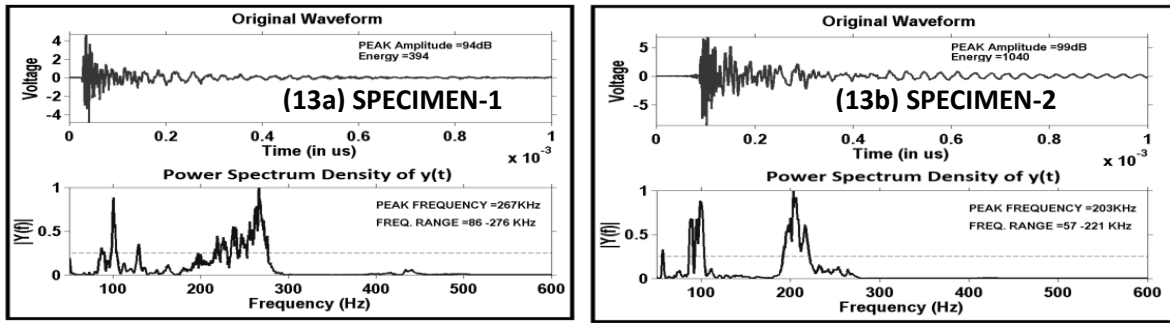 Original Waveform
PEAK Amplitude =94dB
Energy =394
Voltage
4
2
0
-2
-4
(13a) SPECIMEN-1
0 0.2 0.4 0.6 0.8 1
Time (in us)
x 10⁻³
Power Spectrum Density of y(t)
PEAK FREQUENCY =267KHz
FREQ. RANGE =86 -276 KHz
|Y(f)|
1
0.5
0
100 200 300 400 500 600
Frequency (Hz)
Original Waveform
PEAK Amplitude =99dB
Energy =1040
Voltage
5
0
-5
(13b) SPECIMEN-2
0 0.2 0.4 0.6 0.8 1
Time (in us)
x 10⁻³
Power Spectrum Density of y(t)
PEAK FREQUENCY =203KHz
FREQ. RANGE =57 -221 KHz
|Y(f)|
1
0.5
0
100 200 300 400 500 600
Frequency (Hz)